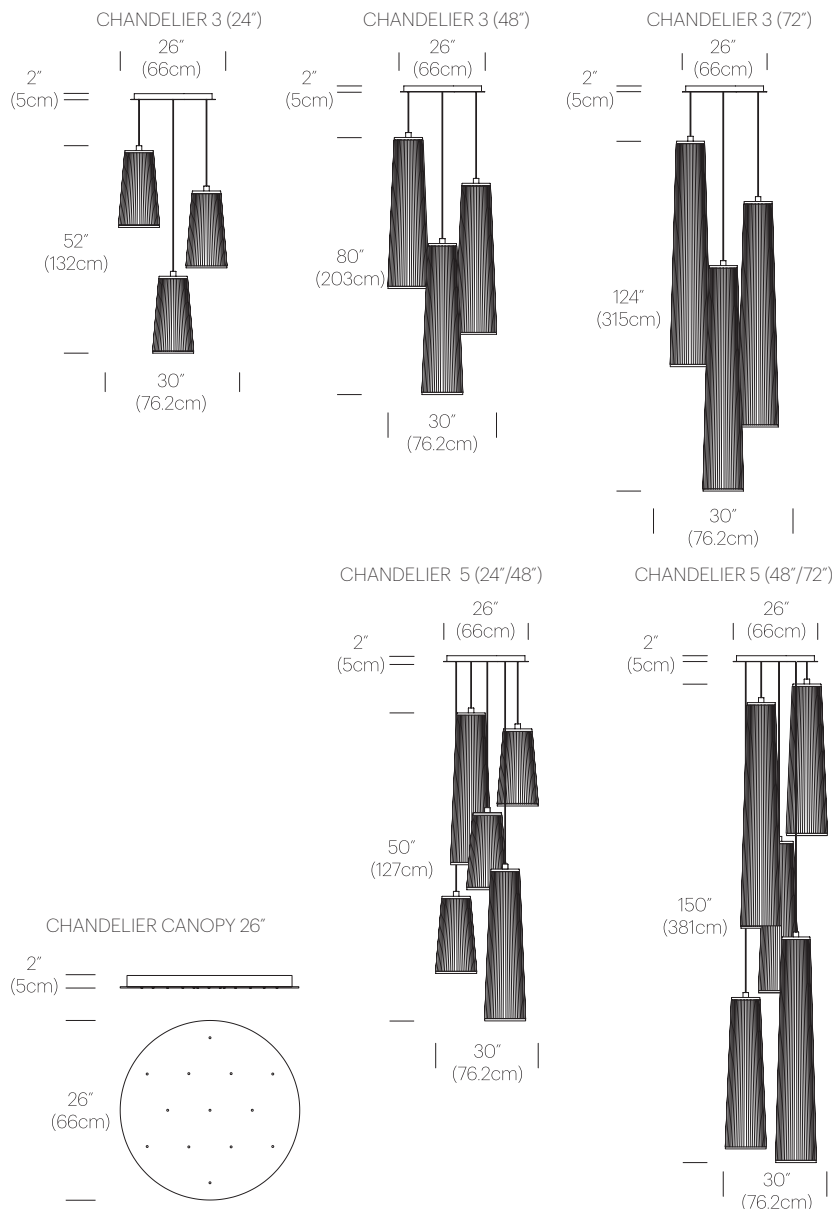 CHANDELIER 3 (24”)
26”
(66cm)
2”
(5cm)
52”
(132cm)
30”
(76.2cm)
CHANDELIER 3 (48”)
26”
(66cm)
2”
(5cm)
80”
(203cm)
30”
(76.2cm)
CHANDELIER 3 (72”)
26”
(66cm)
2”
(5cm)
124”
(315cm)
30”
(76.2cm)
CHANDELIER 5 (24”/48”)
26”
(66cm)
2”
(5cm)
50”
(127cm)
30”
(76.2cm)
CHANDELIER 5 (48”/72”)
26”
(66cm)
2”
(5cm)
150”
(381cm)
30”
(76.2cm)
CHANDELIER CANOPY 26”
2”
(5cm)
26”
(66cm)